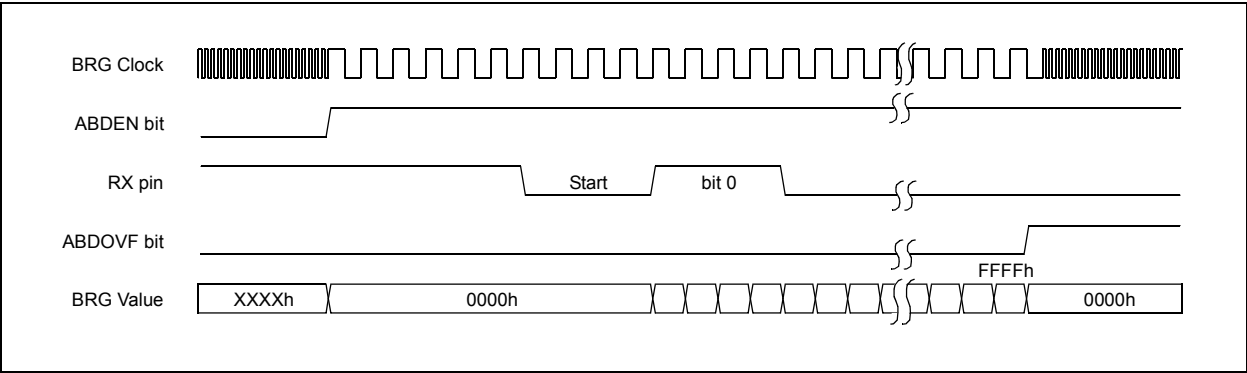 BRG Clock
ABDEN bit
RX pin
Start
bit 0
ABDOVF bit
FFFFh
BRG Value
XXXXh
0000h
0000h